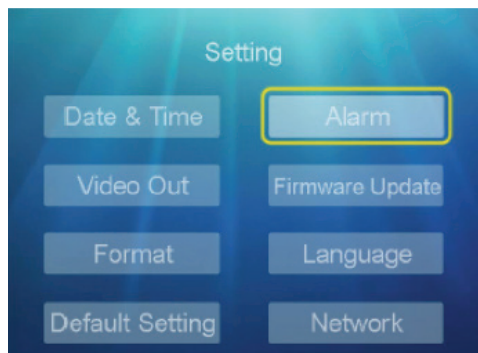 Setting
Date & Time
Alarm
Video Out
Firmware Update
Format
Language
Default Setting
Network